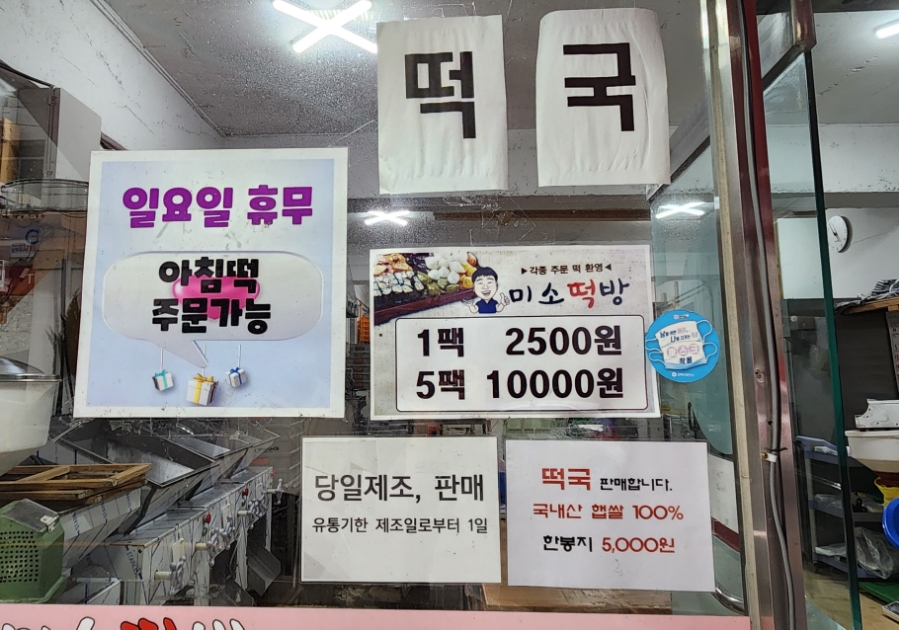 떡 국
일요일 휴무
아침떡
주문가능
▶각종 주문 떡 환영◀
미소떡방
1팩 2500원
5팩 10000원
당일제조, 판매
유통기한 제조일로부터 1일
떡국 판매합니다.
국내산 햅쌀 100%
한봉지 5,000원